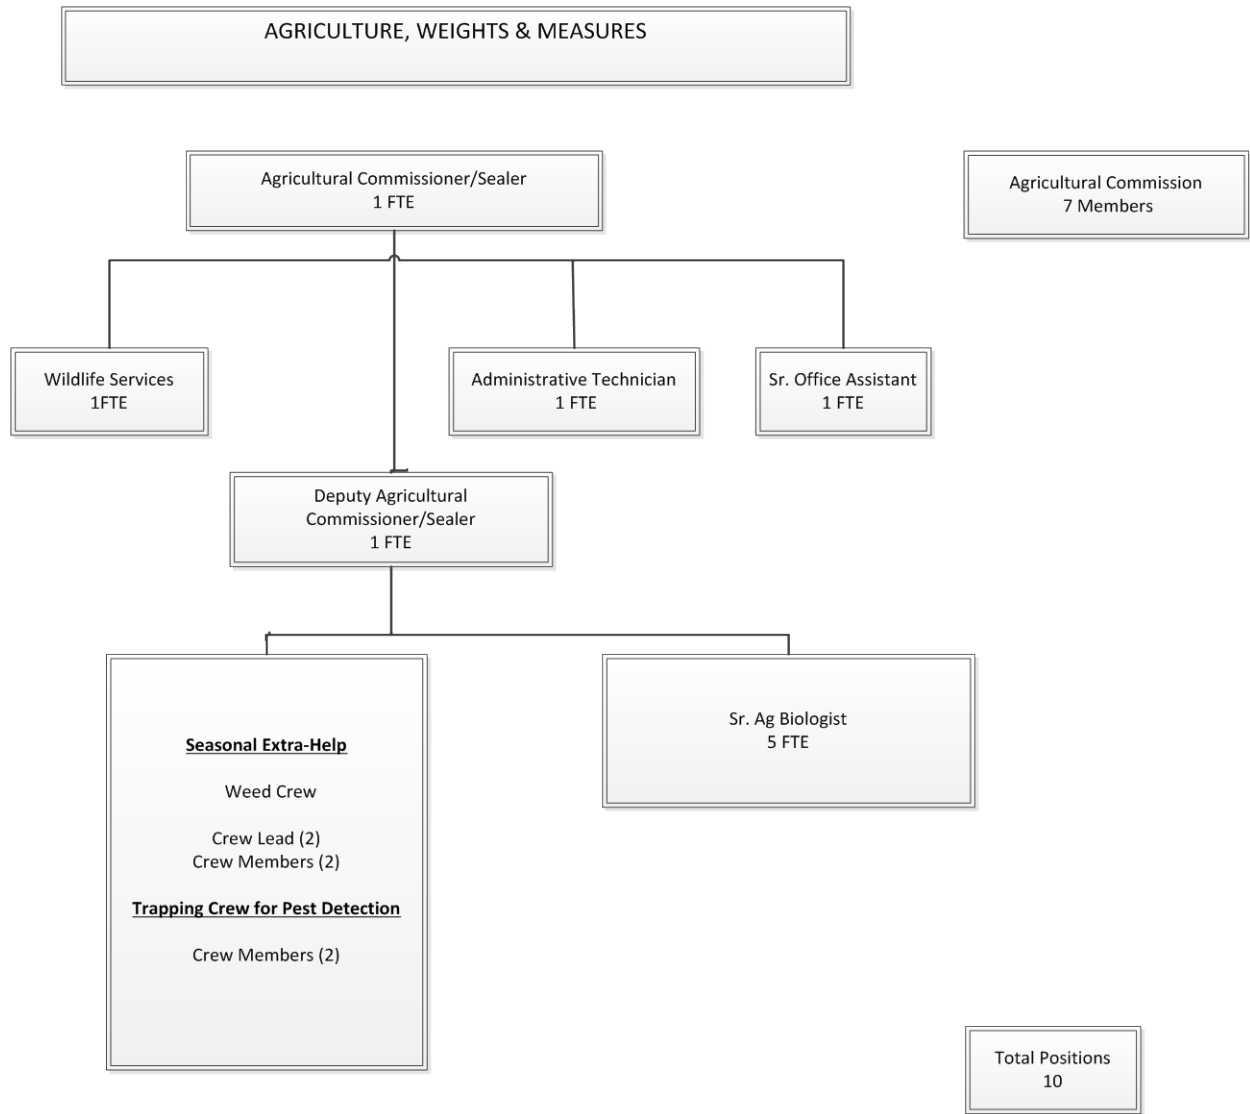 AGRICULTURE, WEIGHTS & MEASURES
Agricultural Commissioner/Sealer
1 FTE
Agricultural Commission
7 Members
Wildlife Services
1FTE
Administrative Technician
1 FTE
Sr. Office Assistant
1 FTE
Deputy Agricultural
Commissioner/Sealer
1 FTE
Seasonal Extra-Help
Weed Crew
Crew Lead (2)
Crew Members (2)
Trapping Crew for Pest Detection
Crew Members (2)
Sr. Ag Biologist
5 FTE
Total Positions
10